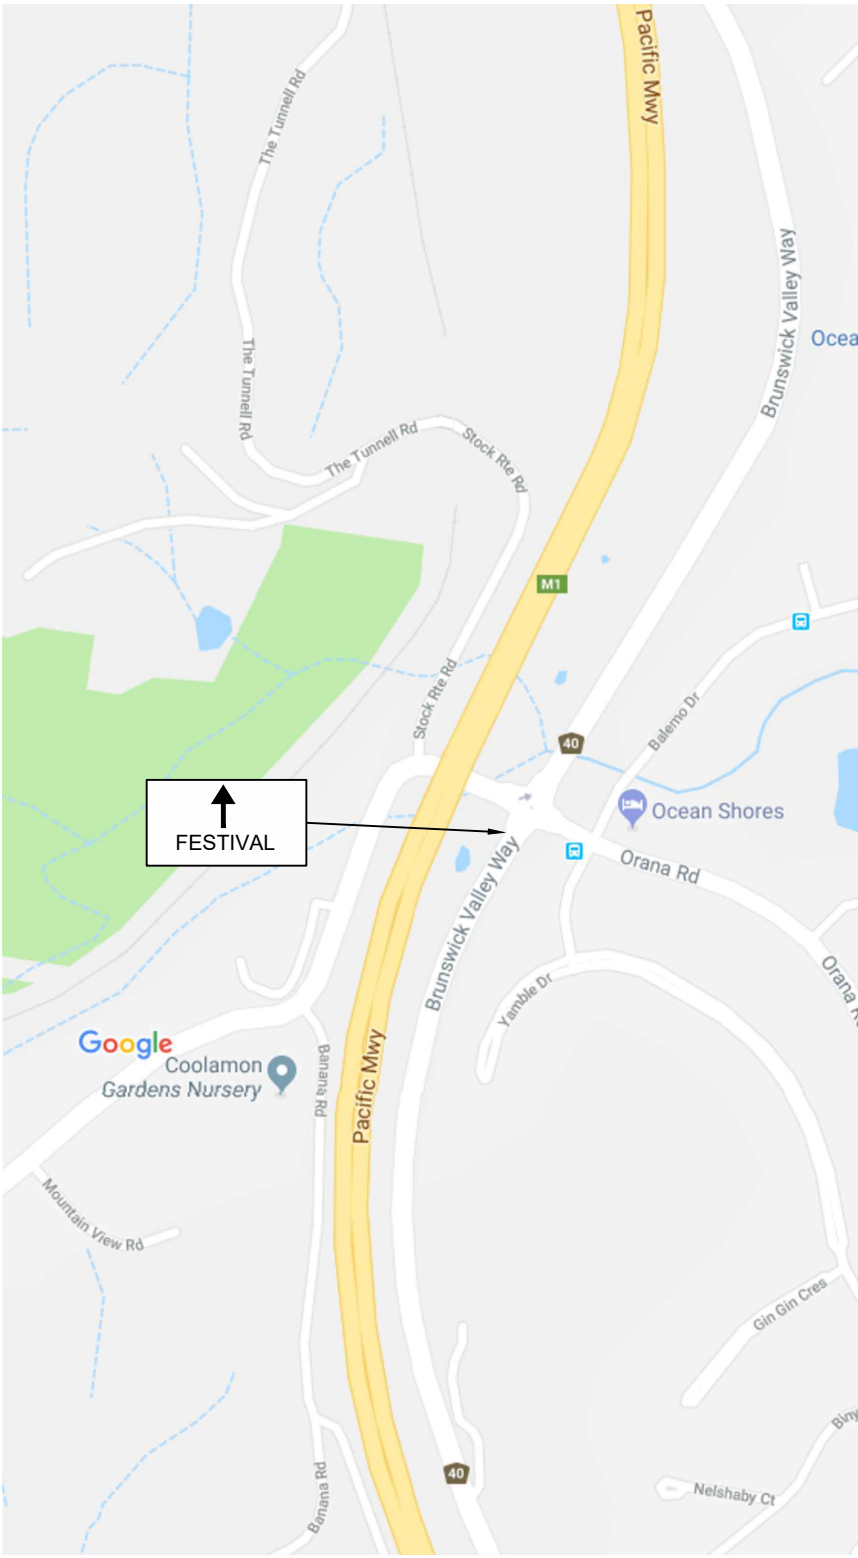 Pacific Mwy
The Tunnell Rd
Brunswick Valley Way
Ocea
The Tunnell Rd
The Tunnell Rd
Stock Rte Rd
M1
Stock Rte Rd
Balemo Dr
40
FESTIVAL
Ocean Shores
Brunswick Valley Way
Orana Rd
Yamble Dr
Orana R
Google
Coolamon
Gardens Nursery
Banana Rd
Pacific Mwy
Mountain View Rd
Gin Gin Cres
Biny
40
Nelshaby Ct
Banana Rd